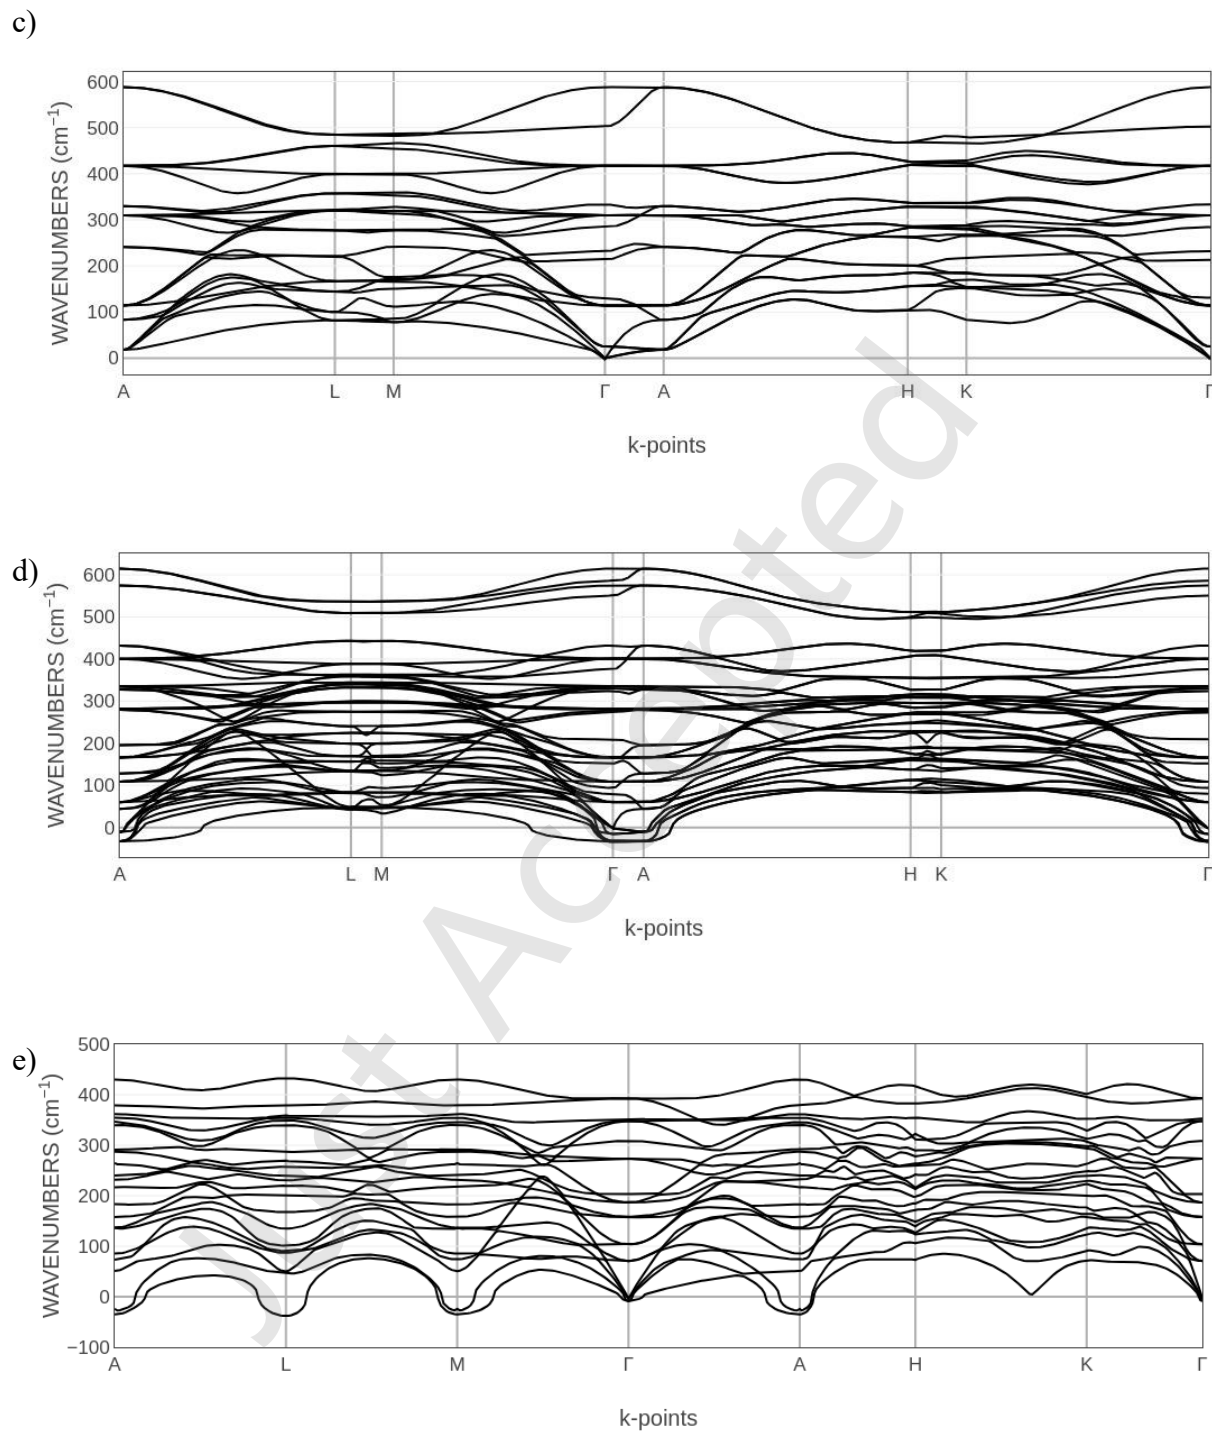 c)
600
500
400
300
200
100
0
WAVENUMBERS (cm⁻¹)
A L M Γ A H K Γ
k-points
d)
600
500
400
300
200
100
0
WAVENUMBERS (cm⁻¹)
A L M Γ A H K Γ
k-points
e)
500
400
300
200
100
0
−100
WAVENUMBERS (cm⁻¹)
A L M Γ A H K Γ
k-points
Just Accepted